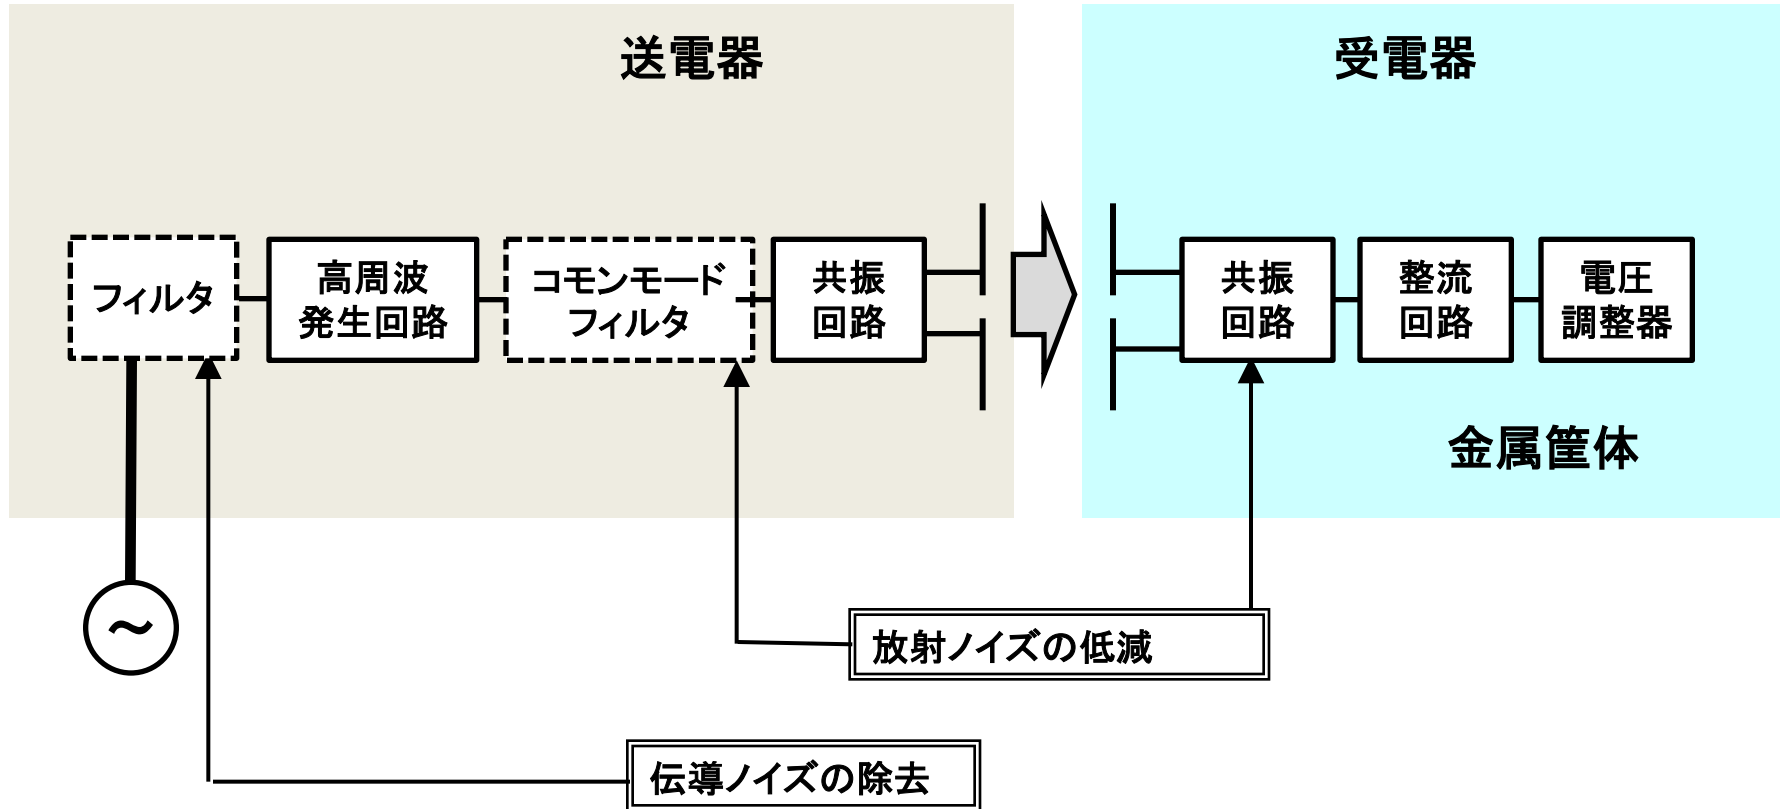 送電器
受電器
フィルタ
高周波
発生回路
コモンモード
フィルタ
共振
回路
共振
回路
整流
回路
電圧
調整器
金属筐体
~
放射ノイズの低減
伝導ノイズの除去